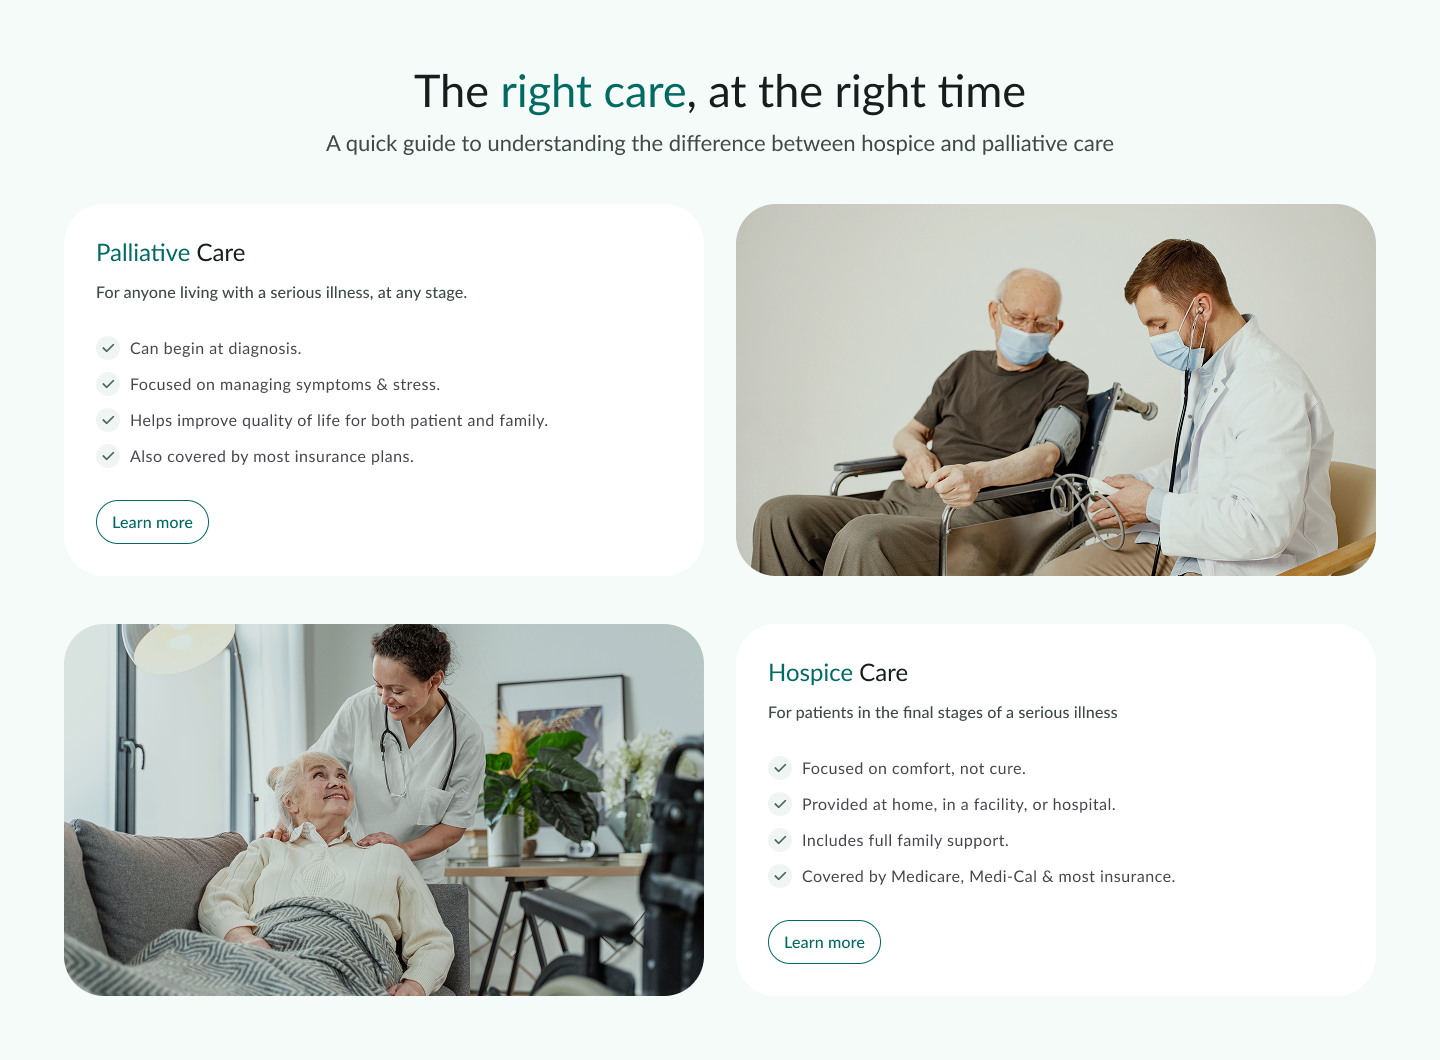 The right care, at the right time
A quick guide to understanding the difference between hospice and palliative care
Palliative Care
For anyone living with a serious illness, at any stage.
Can begin at diagnosis.
Focused on managing symptoms & stress.
Helps improve quality of life for both patient and family.
Also covered by most insurance plans.
Learn more
Hospice Care
For patients in the final stages of a serious illness
Focused on comfort, not cure.
Provided at home, in a facility, or hospital.
Includes full family support.
Covered by Medicare, Medi-Cal & most insurance.
Learn more